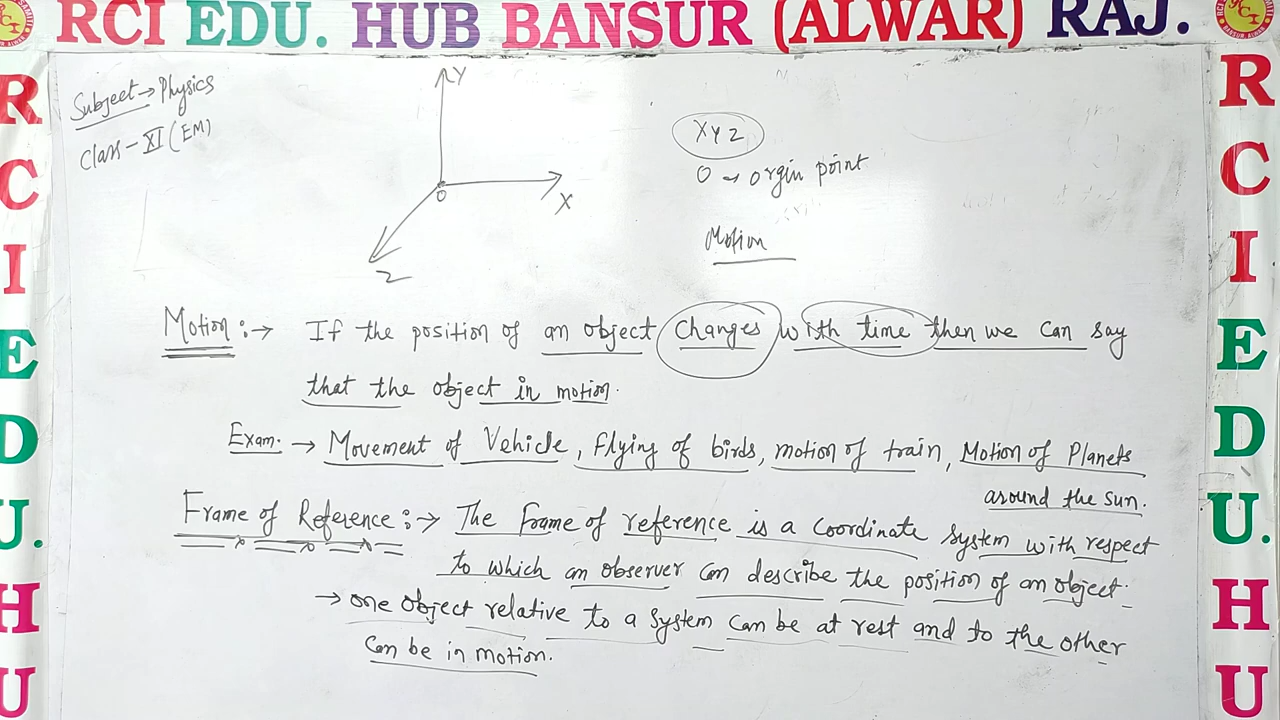 RCI EDU. HUB BANSUR (ALWAR) RAJ.
R
C
I
E
D
U.
H
U
Subject → Physics
Class - XI (EM)
Y
O
X
Z
XYZ
O → orgin point
Motion
Motion :→ If the position of an object changes with time then we can say
that the object in motion.
Exam. → Movement of Vehicle, flying of birds, motion of train, Motion of Planets
around the sun.
Frame of Reference :→ The frame of reference is a coordinate system with respect
to which an observer can describe the position of an object.
→ one object relative to a system can be at rest and to the other
can be in motion.
R
C
I
E
D
U.
H
U